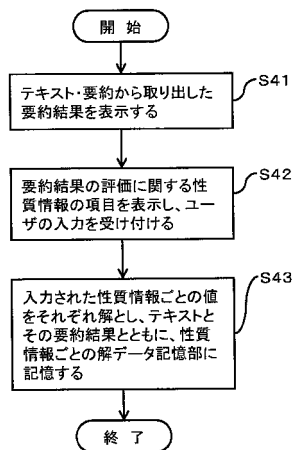 開 始
S41
テキスト・要約から取り出した
要約結果を表示する
S42
要約結果の評価に関する性
質情報の項目を表示し、ユー
ザの入力を受け付ける
S43
入力された性質情報ごとの値
をそれぞれ解とし、テキストと
その要約結果とともに、性質
情報ごとの解データ記憶部に
記憶する
終 了